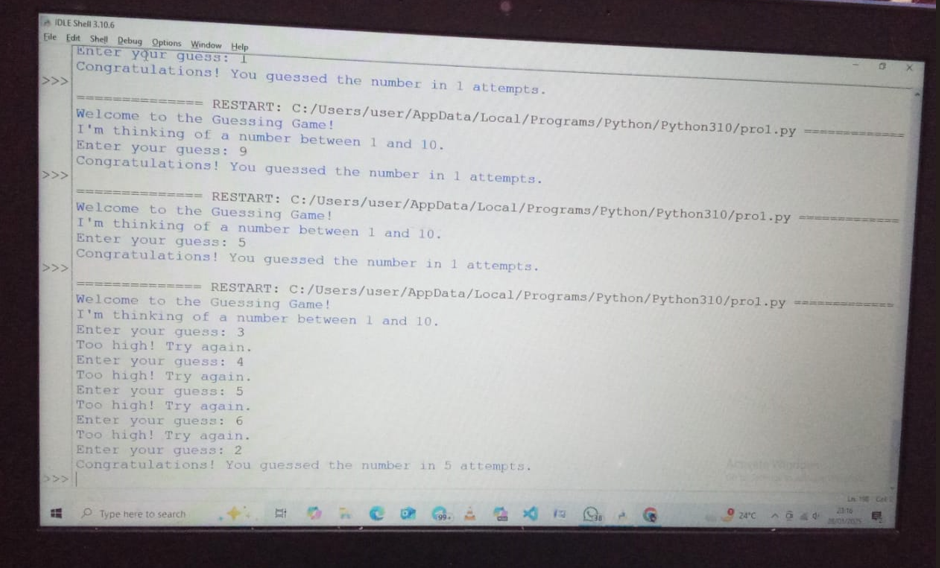 IDLE Shell 3.10.6
File Edit Shell Debug Options Window Help
Enter your guess: 1
Congratulations! You guessed the number in 1 attempts.
>>>
============= RESTART: C:/Users/user/AppData/Local/Programs/Python/Python310/pro1.py =============
Welcome to the Guessing Game!
I'm thinking of a number between 1 and 10.
Enter your guess: 9
Congratulations! You guessed the number in 1 attempts.
>>>
============= RESTART: C:/Users/user/AppData/Local/Programs/Python/Python310/pro1.py =============
Welcome to the Guessing Game!
I'm thinking of a number between 1 and 10.
Enter your guess: 5
Congratulations! You guessed the number in 1 attempts.
>>>
============= RESTART: C:/Users/user/AppData/Local/Programs/Python/Python310/pro1.py =============
Welcome to the Guessing Game!
I'm thinking of a number between 1 and 10.
Enter your guess: 3
Too high! Try again.
Enter your guess: 4
Too high! Try again.
Enter your guess: 5
Too high! Try again.
Enter your guess: 6
Too high! Try again.
Enter your guess: 2
Congratulations! You guessed the number in 5 attempts.
>>>
Activate Windows
Type here to search
99+
24°C
23:16